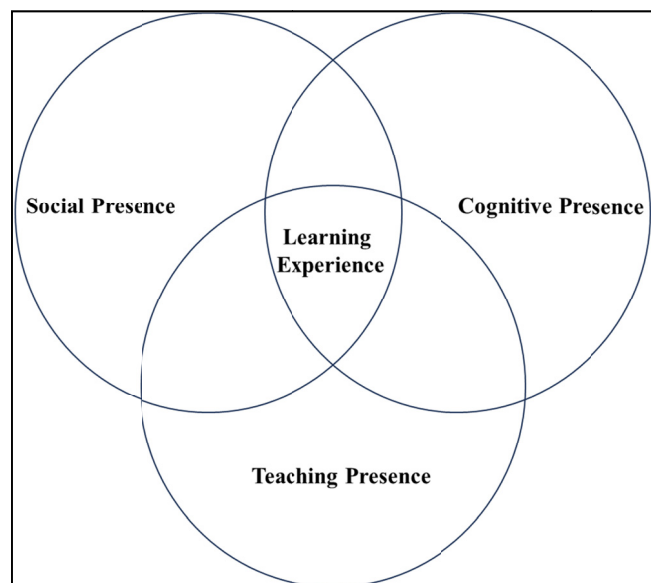 Social Presence
Cognitive Presence
Learning
Experience
Teaching Presence